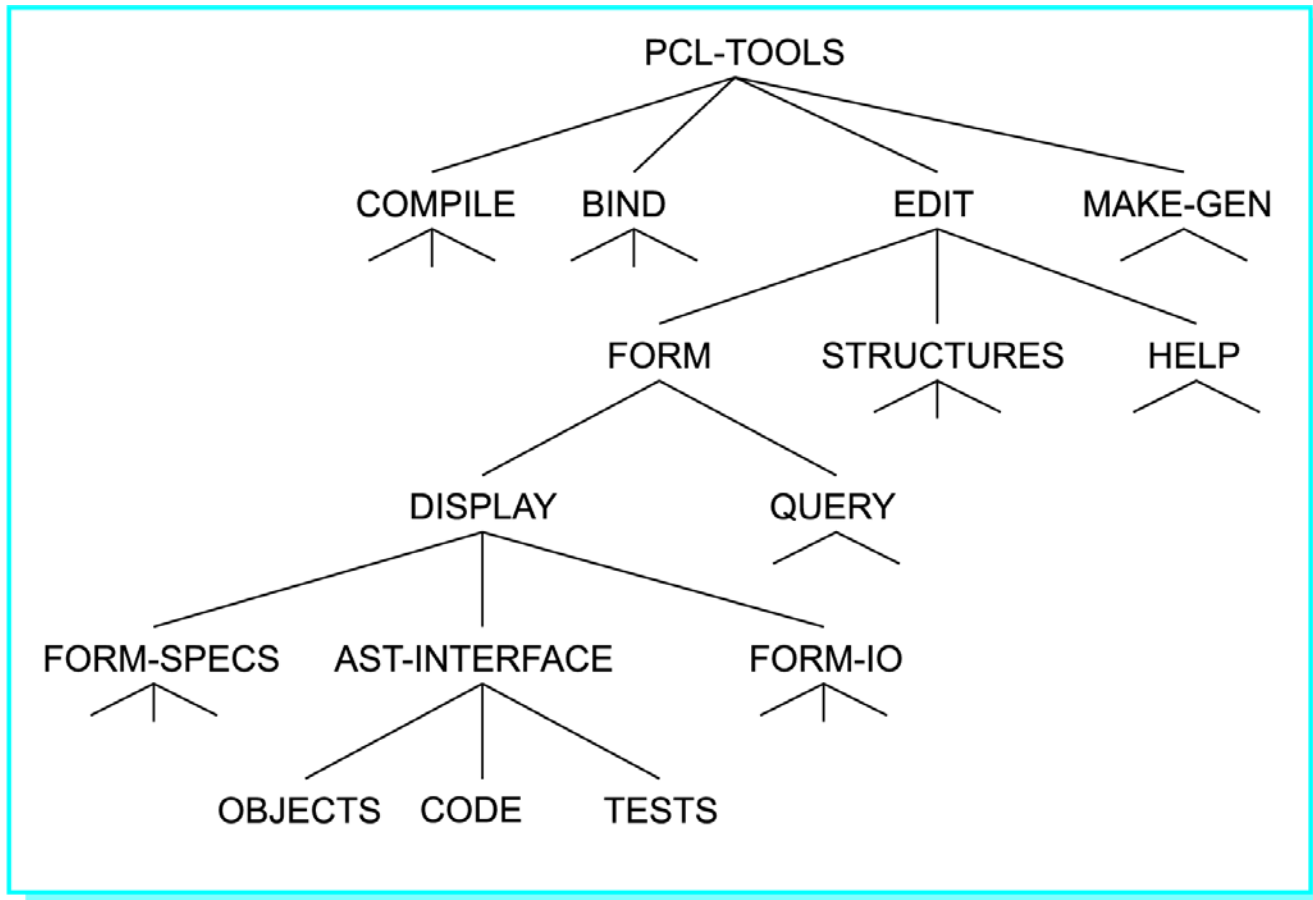 PCL-TOOLS
COMPILE BIND EDIT MAKE-GEN
FORM STRUCTURES HELP
DISPLAY QUERY
FORM-SPECS AST-INTERFACE FORM-IO
OBJECTS CODE TESTS